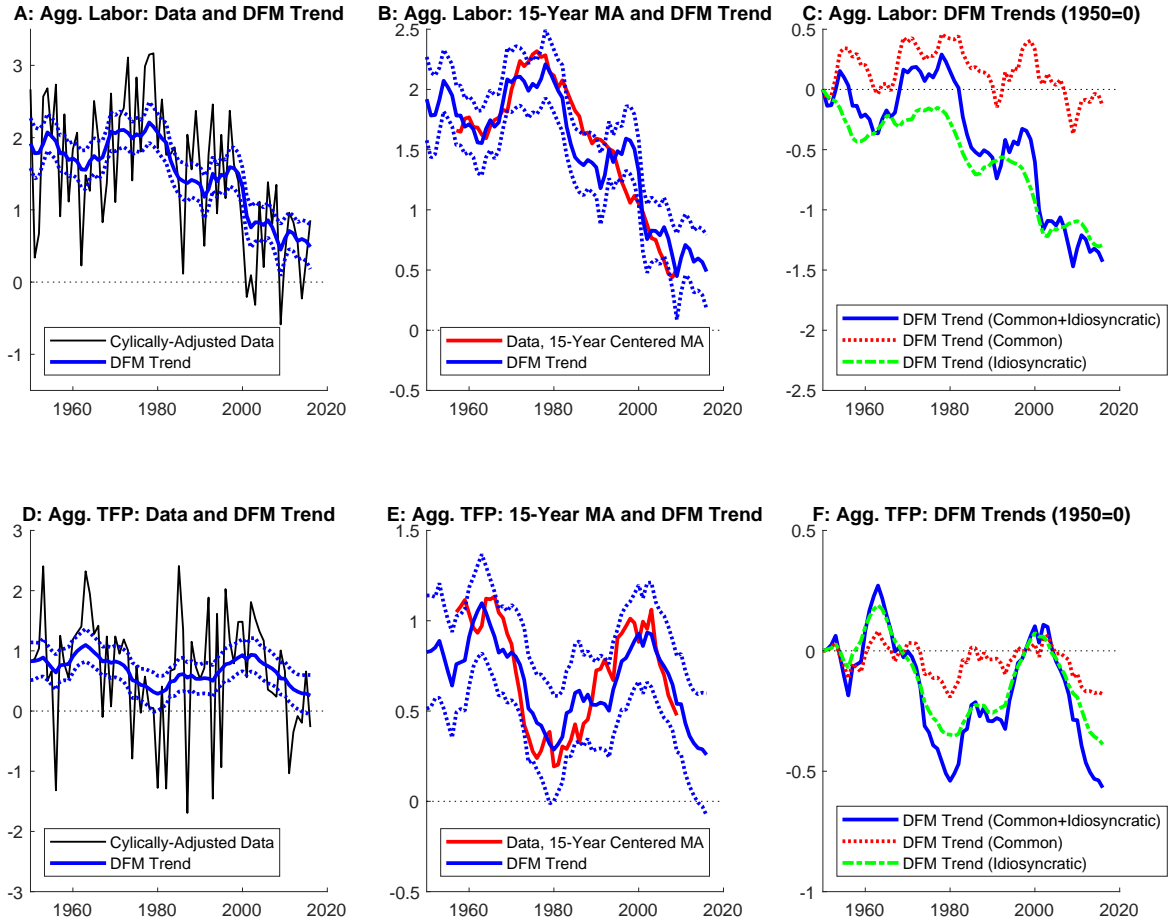 A: Agg. Labor: Data and DFM Trend
3
2
1
0
-1
Cylically-Adjusted Data
DFM Trend
1960
1980
2000
2020
B: Agg. Labor: 15-Year MA and DFM Trend
2.5
2
1.5
1
0.5
0
-0.5
Data, 15-Year Centered MA
DFM Trend
1960
1980
2000
2020
C: Agg. Labor: DFM Trends (1950=0)
0.5
0
-0.5
-1
-1.5
-2
-2.5
DFM Trend (Common+Idiosyncratic)
DFM Trend (Common)
DFM Trend (Idiosyncratic)
1960
1980
2000
2020
D: Agg. TFP: Data and DFM Trend
3
2
1
0
-1
-2
-3
Cylically-Adjusted Data
DFM Trend
1960
1980
2000
2020
E: Agg. TFP: 15-Year MA and DFM Trend
1.5
1
0.5
0
-0.5
Data, 15-Year Centered MA
DFM Trend
1960
1980
2000
2020
F: Agg. TFP: DFM Trends (1950=0)
0.5
0
-0.5
-1
DFM Trend (Common+Idiosyncratic)
DFM Trend (Common)
DFM Trend (Idiosyncratic)
1960
1980
2000
2020